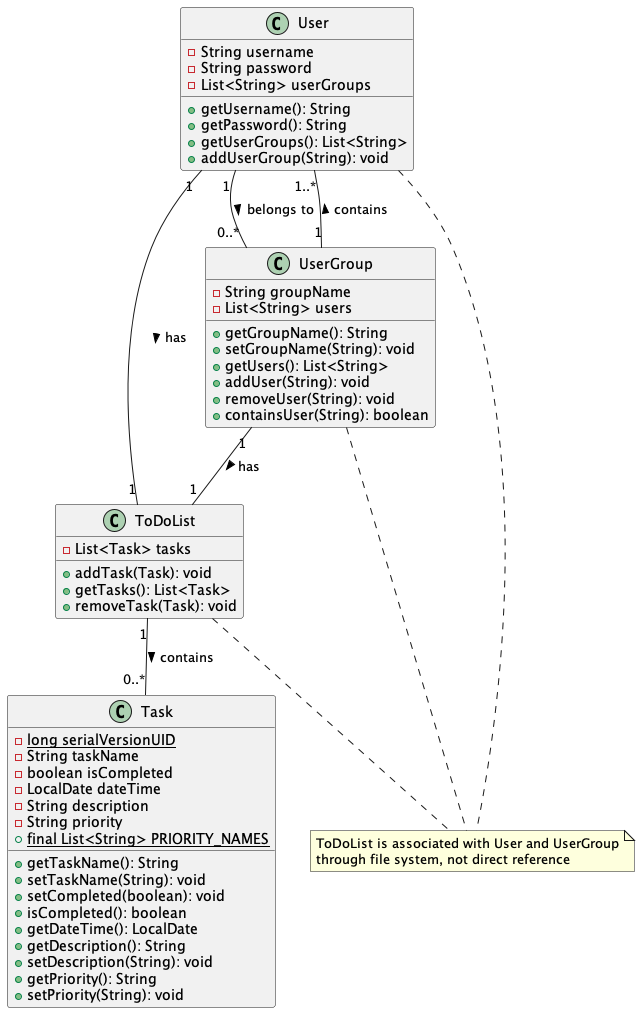 C User
String username
String password
List<String> userGroups
getUsername(): String
getPassword(): String
getUserGroups(): List<String>
addUserGroup(String): void
1
1
1..*
belongs to
contains
0..*
1
C UserGroup
String groupName
List<String> users
getGroupName(): String
setGroupName(String): void
getUsers(): List<String>
addUser(String): void
removeUser(String): void
containsUser(String): boolean
has
1
has
1
1
C ToDoList
List<Task> tasks
addTask(Task): void
getTasks(): List<Task>
removeTask(Task): void
1
contains
0..*
C Task
long serialVersionUID
String taskName
boolean isCompleted
LocalDate dateTime
String description
String priority
final List<String> PRIORITY_NAMES
getTaskName(): String
setTaskName(String): void
setCompleted(boolean): void
isCompleted(): boolean
getDateTime(): LocalDate
getDescription(): String
setDescription(String): void
getPriority(): String
setPriority(String): void
ToDoList is associated with User and UserGroup
through file system, not direct reference